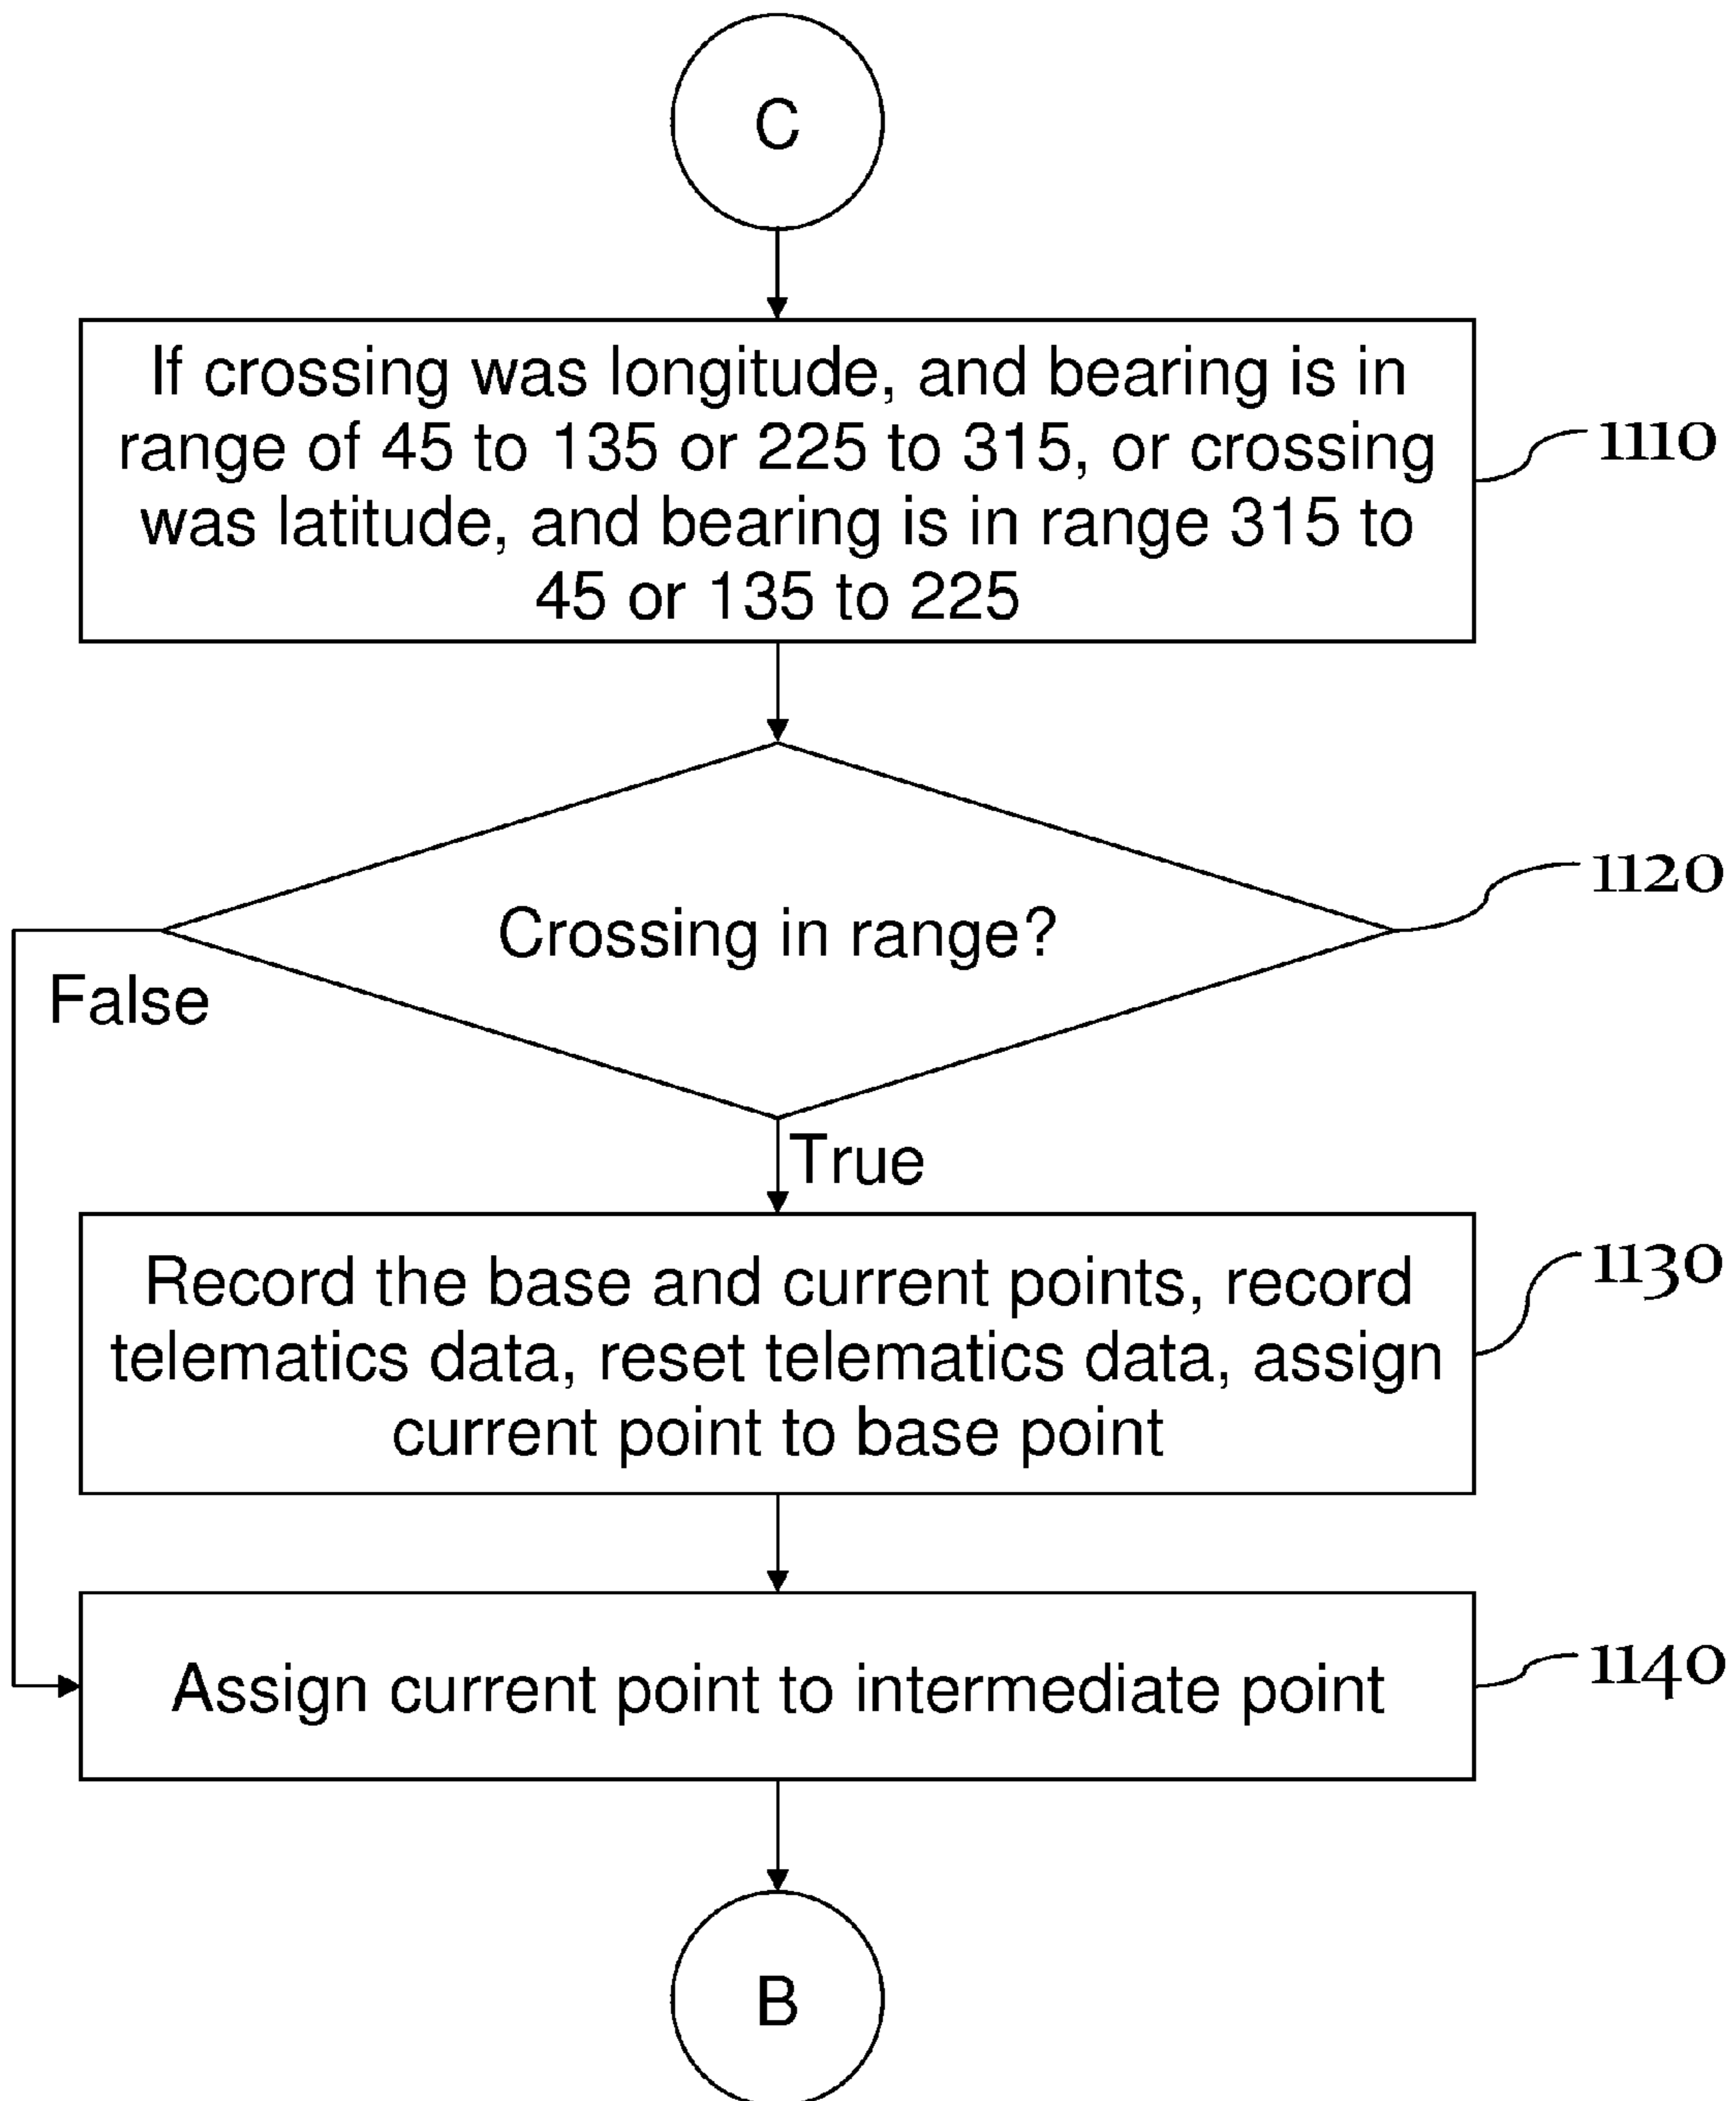 C
If crossing was longitude, and bearing is in
range of 45 to 135 or 225 to 315, or crossing
was latitude, and bearing is in range 315 to
45 or 135 to 225
1110
Crossing in range?
1120
False
True
Record the base and current points, record
telematics data, reset telematics data, assign
current point to base point
1130
Assign current point to intermediate point
1140
B